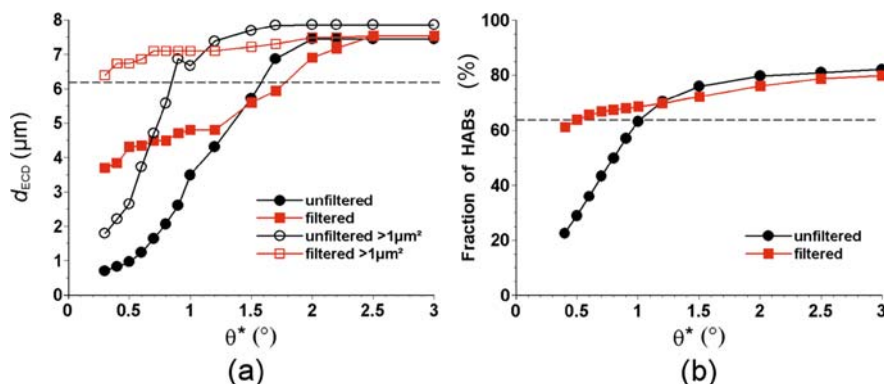 8
7
6
5
4
3
2
1
0
d_ECD (µm)
0 0.5 1 1.5 2 2.5 3
θ* (°)
unfiltered
filtered
unfiltered >1µm²
filtered >1µm²
(a)
100
80
60
40
20
0
Fraction of HABs (%)
0 0.5 1 1.5 2 2.5 3
θ* (°)
unfiltered
filtered
(b)